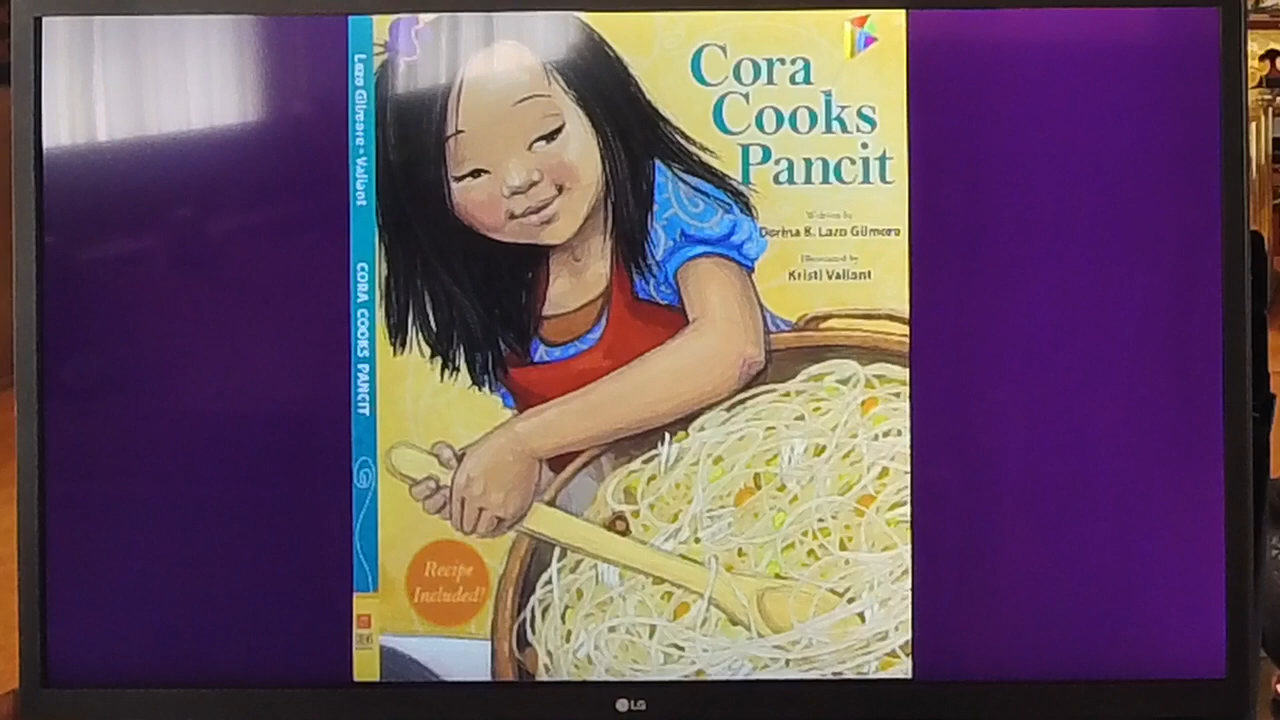 Lazo Gilmore • Valiant
CORA COOKS PANCIT
Cora
Cooks
Pancit
Written by
Dorina K. Lazo Gilmore
Illustrated by
Kristi Valiant
Recipe
Included!
LG